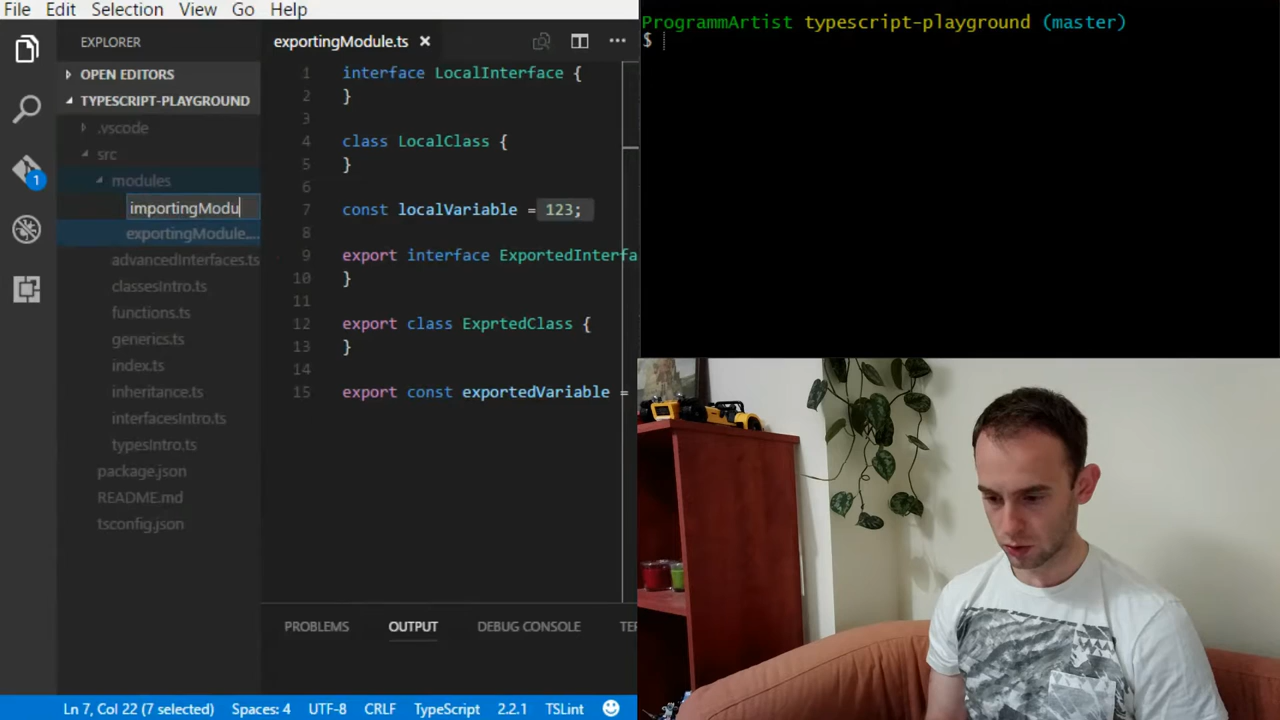 File Edit Selection View Go Help
EXPLORER
OPEN EDITORS
TYPESCRIPT-PLAYGROUND
.vscode
src
modules
importingModu
exportingModule....
advancedInterfaces.ts
classesIntro.ts
functions.ts
generics.ts
index.ts
inheritance.ts
interfacesIntro.ts
typesIntro.ts
package.json
README.md
tsconfig.json
1
exportingModule.ts
1 interface LocalInterface {
2 }
3
4 class LocalClass {
5 }
6
7 const localVariable = 123;
8
9 export interface ExportedInterfa
10 }
11
12 export class ExprtedClass {
13 }
14
15 export const exportedVariable =
PROBLEMS OUTPUT DEBUG CONSOLE TE
Ln 7, Col 22 (7 selected) Spaces: 4 UTF-8 CRLF TypeScript 2.2.1 TSLint
ProgrammArtist typescript-playground (master)
$